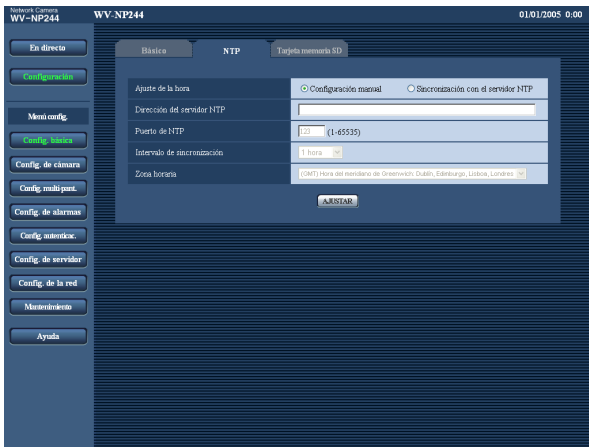 Network Camera
WV-NP244
WV-NP244
01/01/2005 0:00
En directo
Configuración
Menú config.
Config. básica
Config. de cámara
Config. multi-pant.
Config. de alarmas
Config. autenticac.
Config. de servidor
Config. de la red
Mantenimiento
Ayuda
Básico
NTP
Tarjeta memoria SD
Ajuste de la hora
Configuración manual
Sincronización con el servidor NTP
Dirección del servidor NTP
Puerto de NTP
123 (1-65535)
Intervalo de sincronización
1 hora
Zona horaria
(GMT) Hora del meridiano de Greenwich: Dublín, Edimburgo, Lisboa, Londres
AJUSTAR